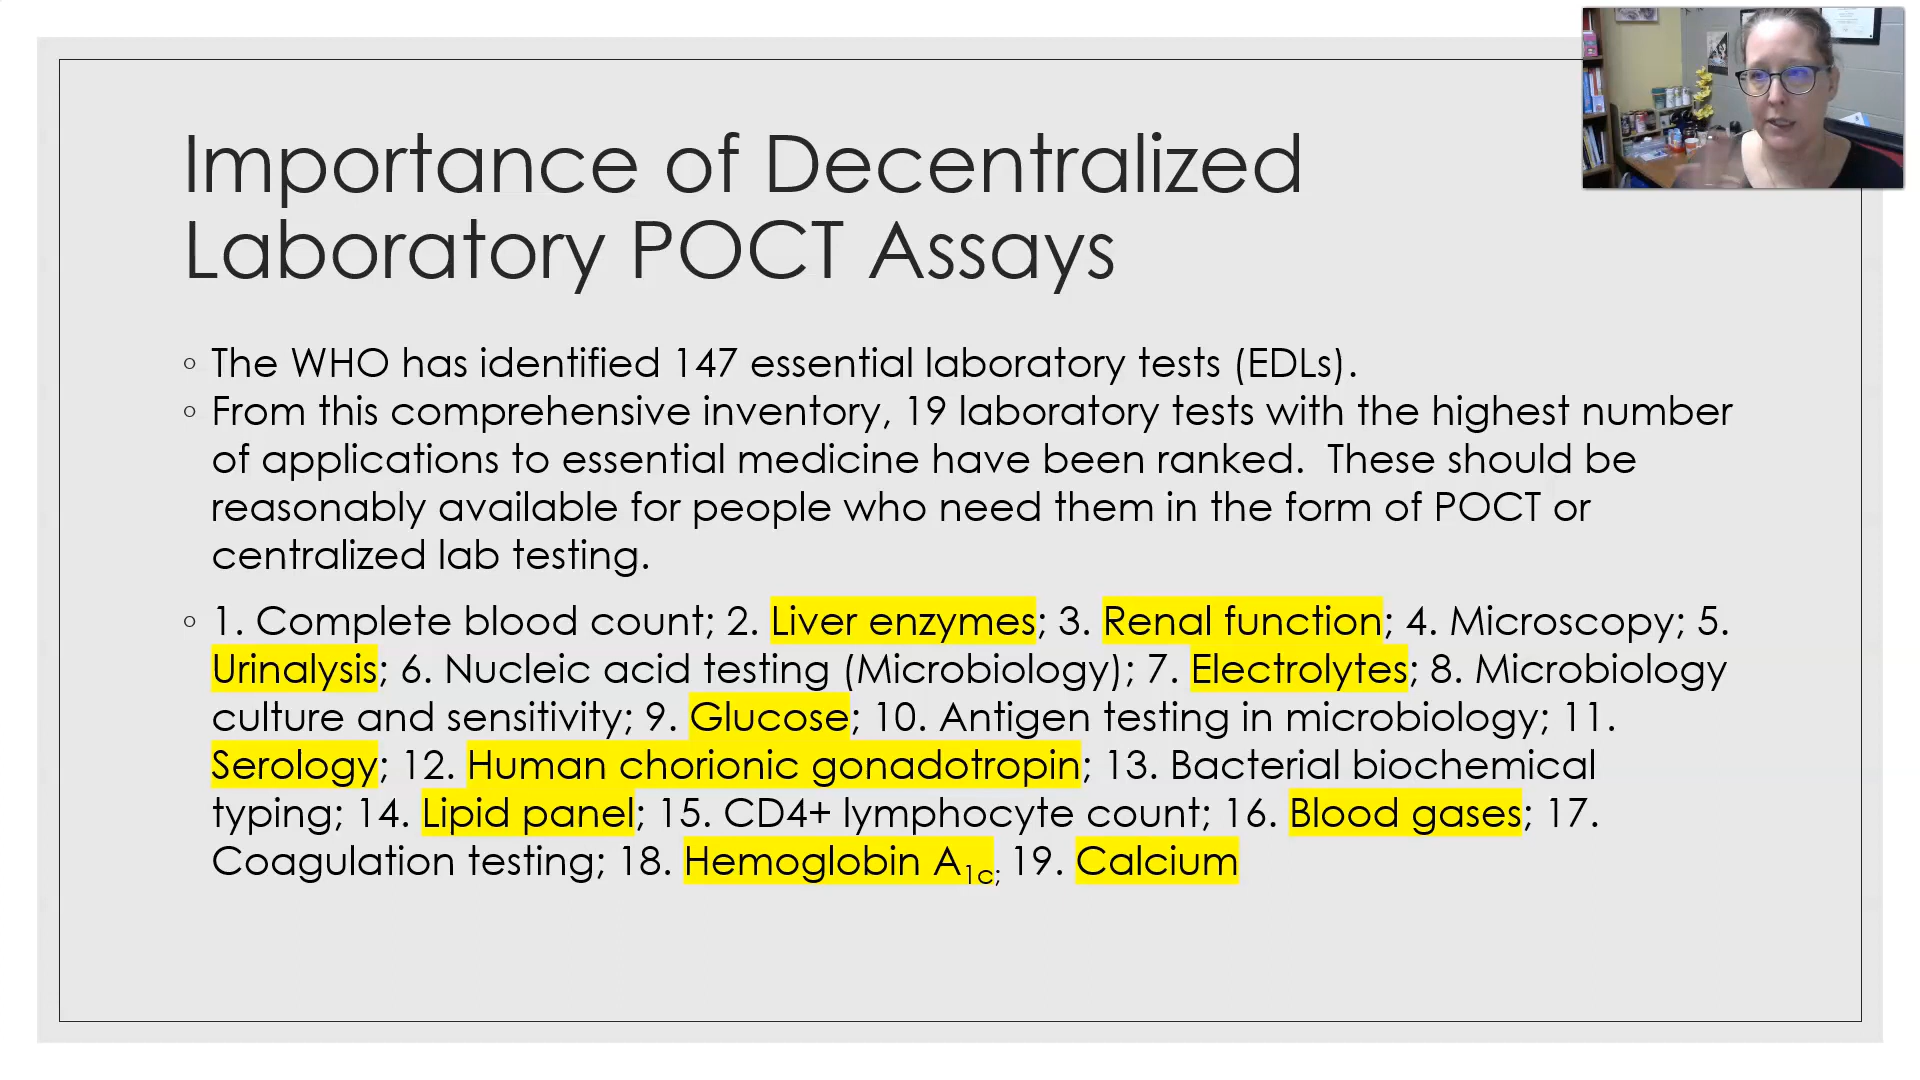 Importance of Decentralized
Laboratory POCT Assays
◦ The WHO has identified 147 essential laboratory tests (EDLs).
◦ From this comprehensive inventory, 19 laboratory tests with the highest number
of applications to essential medicine have been ranked.  These should be
reasonably available for people who need them in the form of POCT or
centralized lab testing.
◦ 1. Complete blood count; 2. Liver enzymes; 3. Renal function; 4. Microscopy; 5.
Urinalysis; 6. Nucleic acid testing (Microbiology); 7. Electrolytes; 8. Microbiology
culture and sensitivity; 9. Glucose; 10. Antigen testing in microbiology; 11.
Serology; 12. Human chorionic gonadotropin; 13. Bacterial biochemical
typing; 14. Lipid panel; 15. CD4+ lymphocyte count; 16. Blood gases; 17.
Coagulation testing; 18. Hemoglobin A1c; 19. Calcium